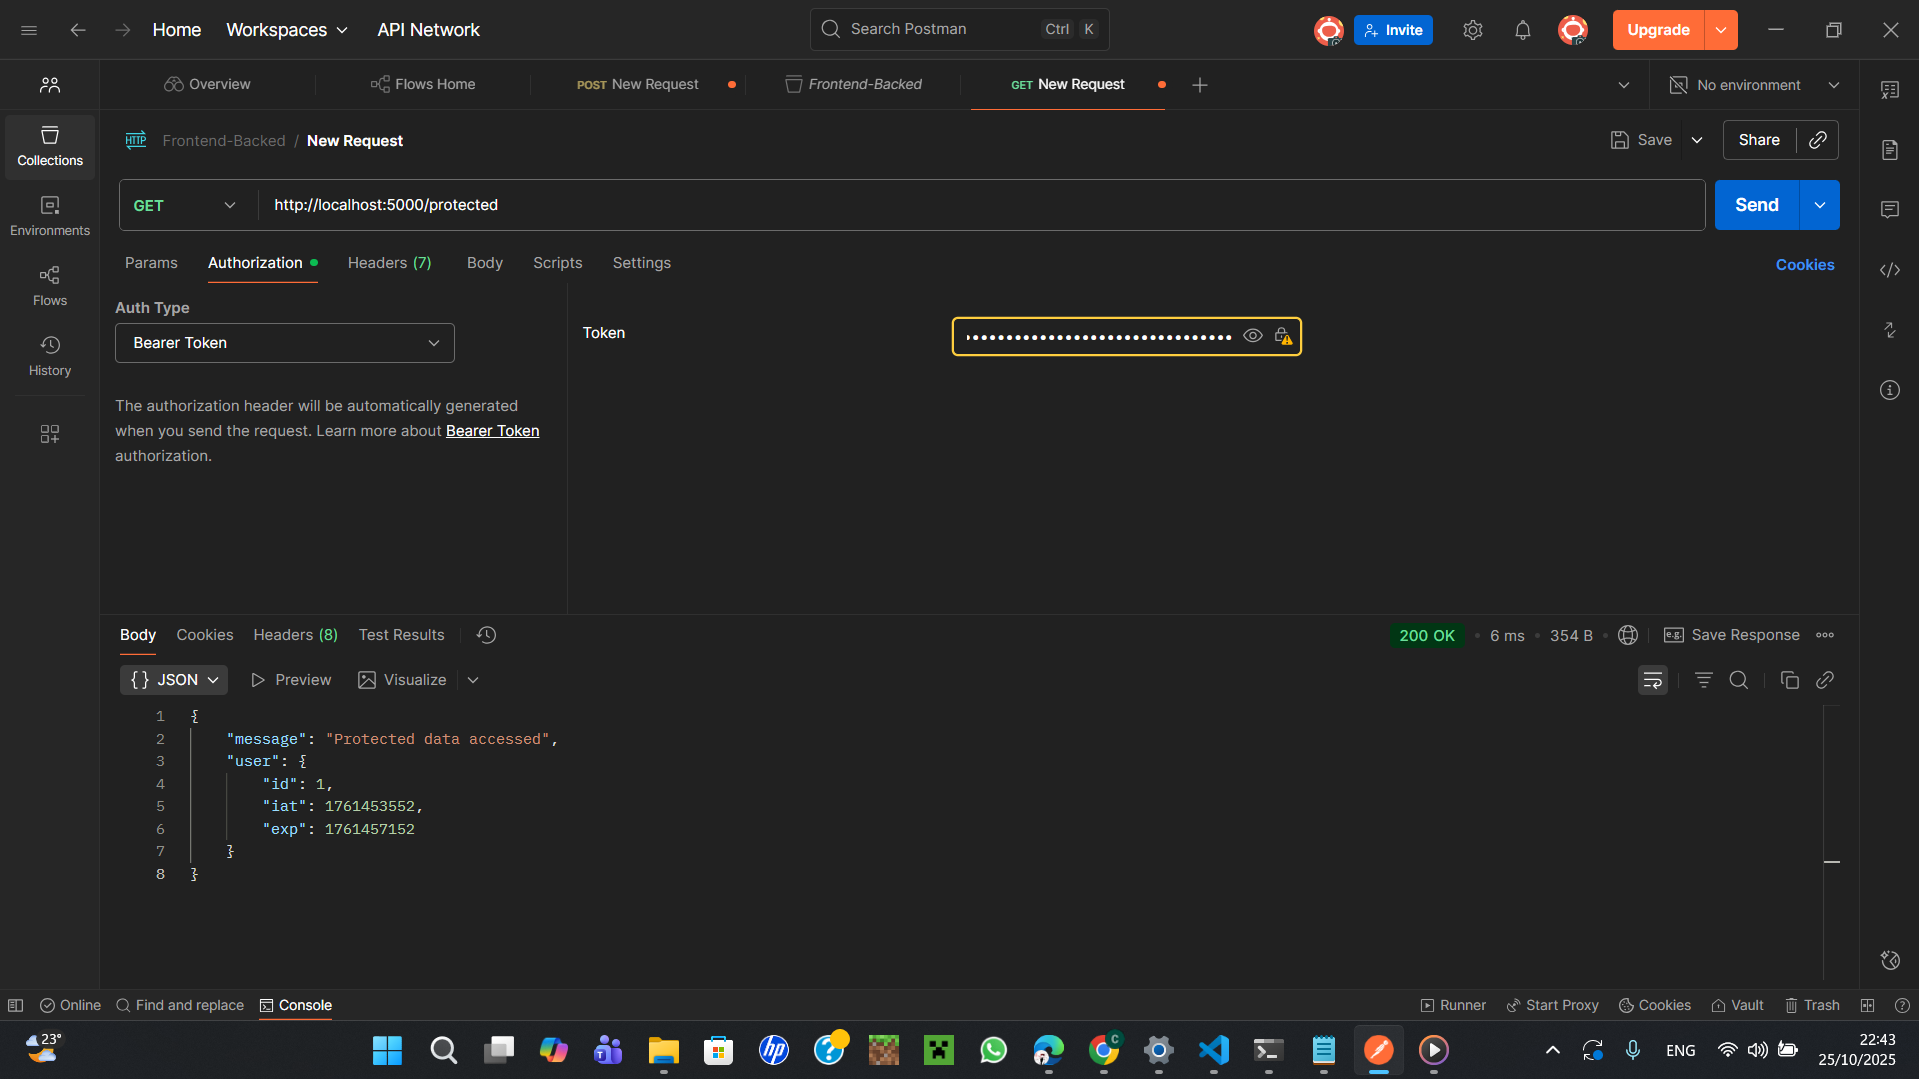 Home Workspaces API Network Search Postman Ctrl K Invite Upgrade
Overview Flows Home POST New Request Frontend-Backed GET New Request No environment
HTTP Frontend-Backed / New Request Save Share
Collections
Environments
Flows
History
GET http://localhost:5000/protected Send
Params Authorization Headers (7) Body Scripts Settings Cookies
Auth Type
Bearer Token
The authorization header will be automatically generated
when you send the request. Learn more about Bearer Token
authorization.
Token
Body Cookies Headers (8) Test Results 200 OK • 6 ms • 354 B • e.g. Save Response
{} JSON Preview Visualize
1 {
2 "message": "Protected data accessed",
3 "user": {
4 "id": 1,
5 "iat": 1761453552,
6 "exp": 1761457152
7 }
8 }
Online Find and replace Console Runner Start Proxy Cookies Vault Trash
23° T hp ? C ENG 22:43
25/10/2025